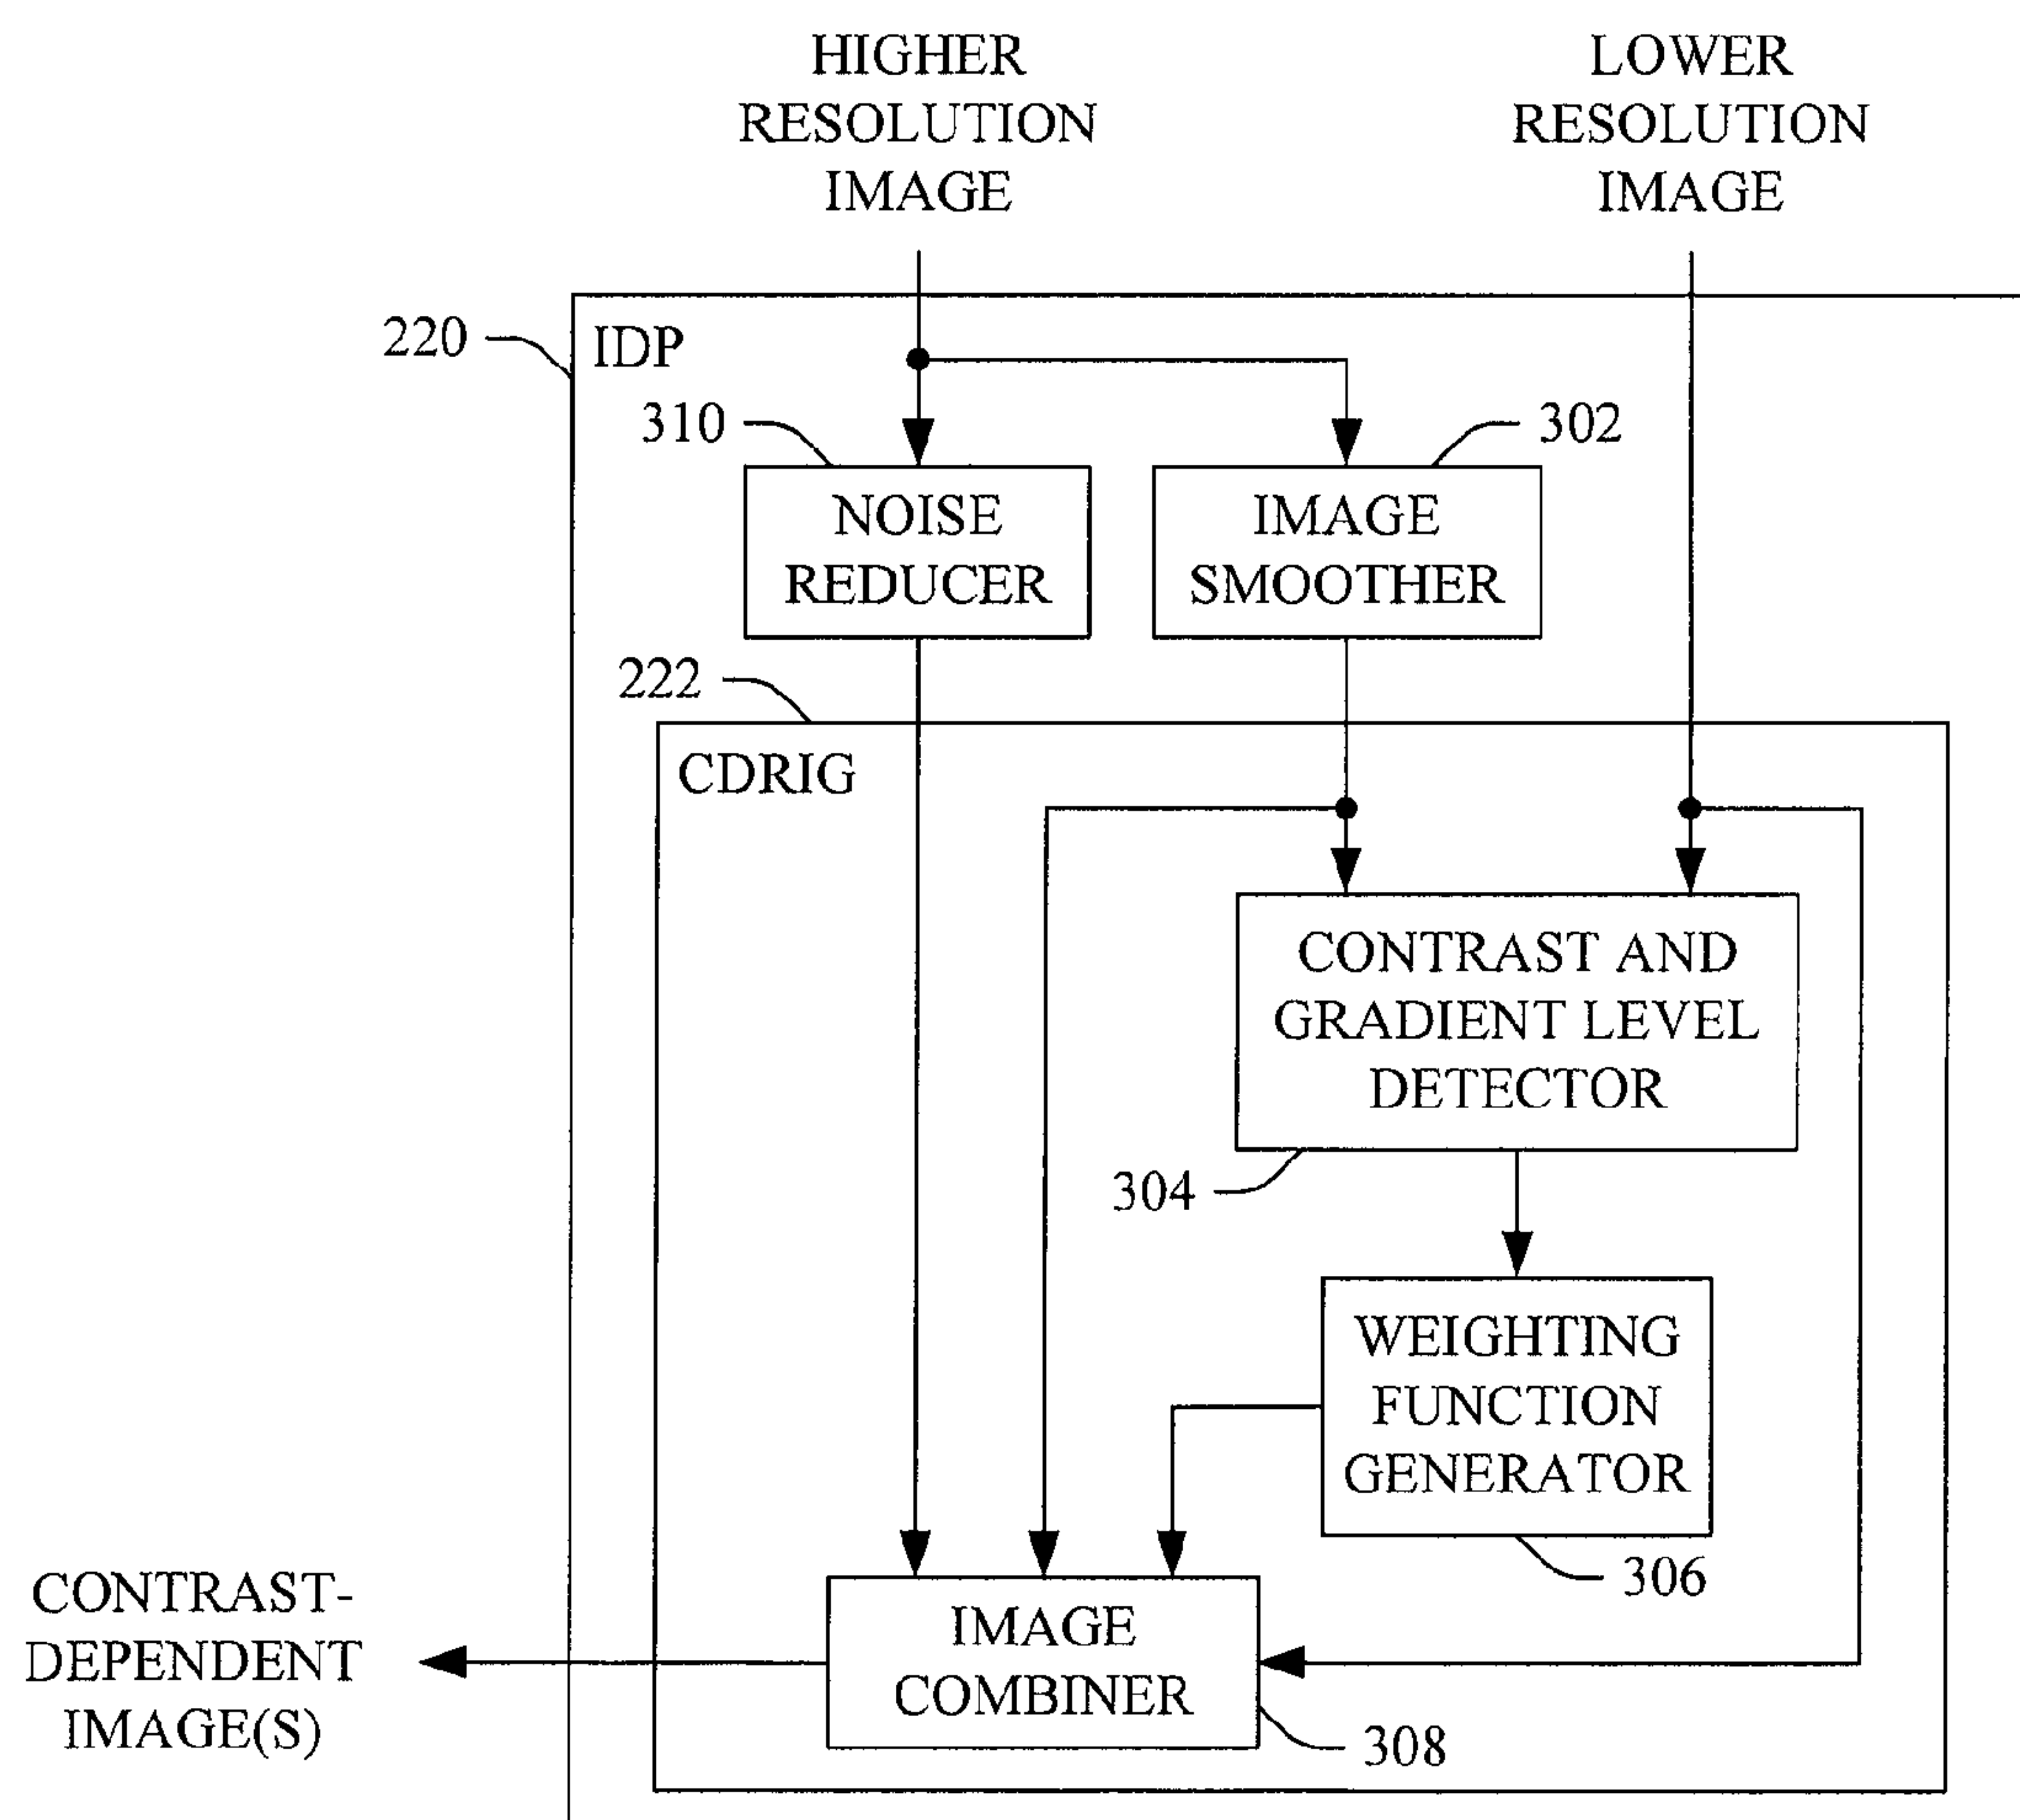 HIGHER
RESOLUTION
IMAGE
LOWER
RESOLUTION
IMAGE
220
IDP
310
302
NOISE
REDUCER
IMAGE
SMOOTHER
222
CDRIG
CONTRAST AND
GRADIENT LEVEL
DETECTOR
304
WEIGHTING
FUNCTION
GENERATOR
306
CONTRAST-
DEPENDENT
IMAGE(S)
IMAGE
COMBINER
308